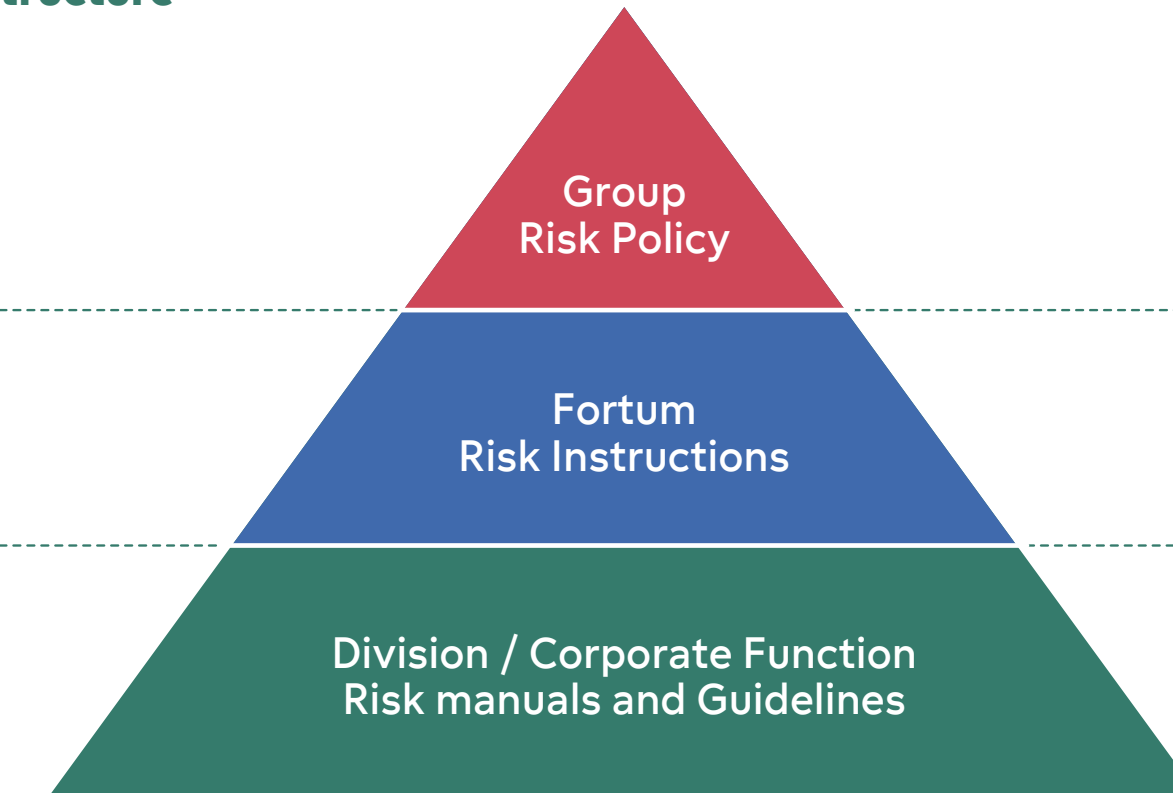 Group
Risk Policy
Fortum
Risk Instructions
Division / Corporate Function
Risk manuals and Guidelines